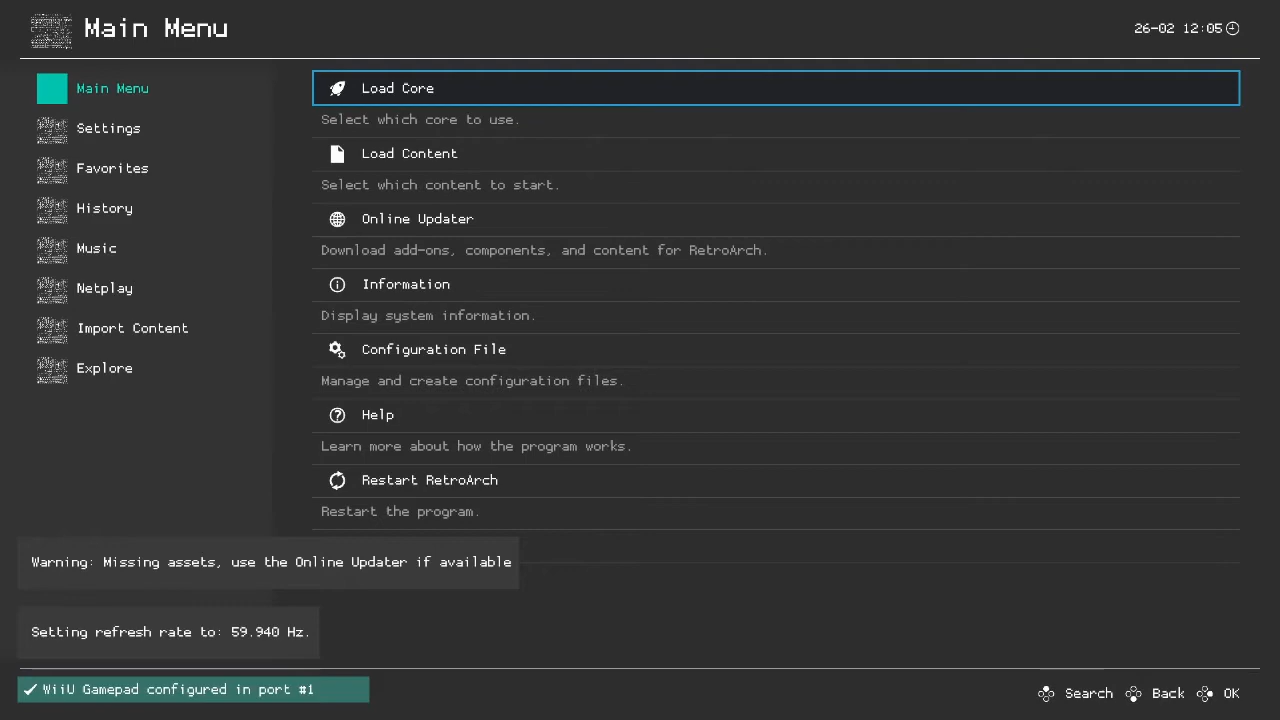 Main Menu
26-02 12:05
Main Menu
Settings
Favorites
History
Music
Netplay
Import Content
Explore
Load Core
Select which core to use.
Load Content
Select which content to start.
Online Updater
Download add-ons, components, and content for RetroArch.
Information
Display system information.
Configuration File
Manage and create configuration files.
Help
Learn more about how the program works.
Restart RetroArch
Restart the program.
Warning: Missing assets, use the Online Updater if available
Setting refresh rate to: 59.940 Hz.
WiiU Gamepad configured in port #1
Search Back OK